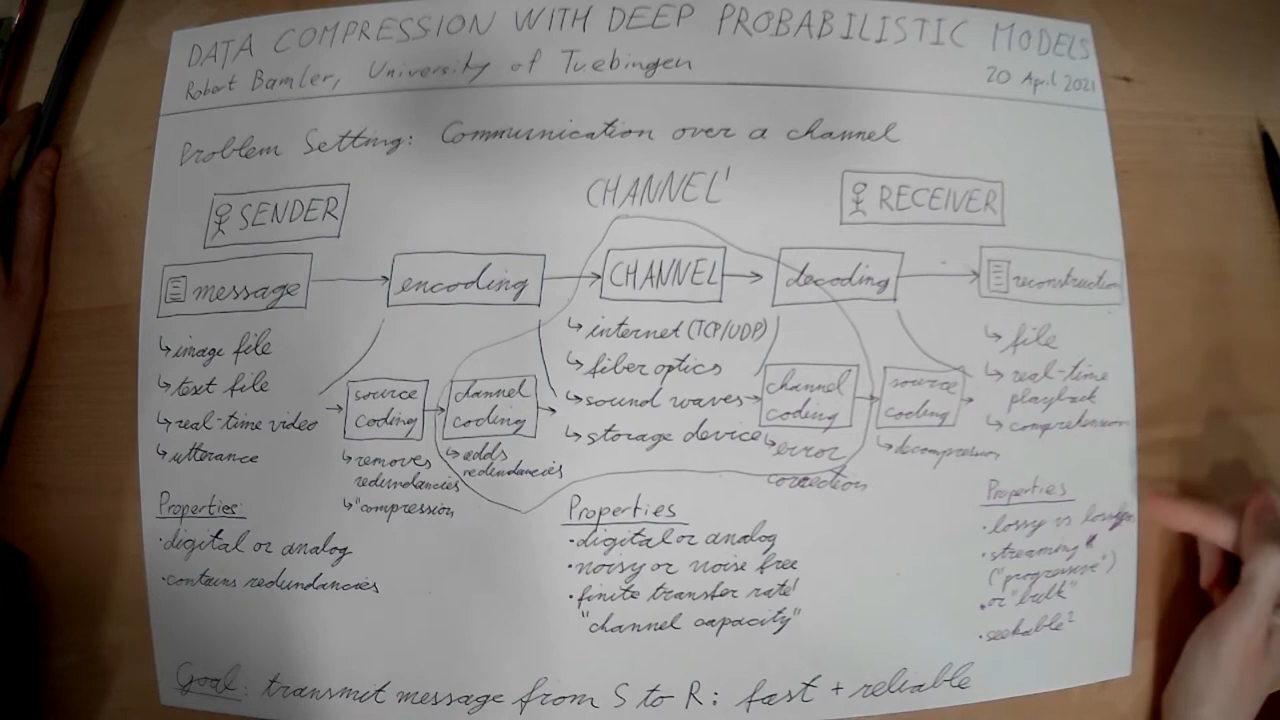 DATA COMPRESSION WITH DEEP PROBABILISTIC MODELS
Robert Bamler, University of Tuebingen
20 April 2021
Problem Setting: Communication over a channel
SENDER
CHANNEL'
RECEIVER
message
encoding
CHANNEL
decoding
reconstruction
↳ image file
↳ text file
↳ real-time video
↳ utterance
source
coding
↳ removes
redundancies
↳ "compression
channel
coding
↳ adds
redundancies
↳ internet (TCP/UDP)
↳ fiber optics
↳ sound waves
↳ storage device
channel
coding
↳ error
correction
source
coding
↳ decompression
↳ file
↳ real-time
playback
↳ comprehension
Properties:
· digital or analog
· contains redundancies
Properties
· digital or analog
· noisy or noise free
· finite transfer rate
"channel capacity"
Properties
· lossy vs lossless
· streaming"
("progressive")
· or "bulk"
· seekable?
Goal: transmit message from S to R: fast + reliable